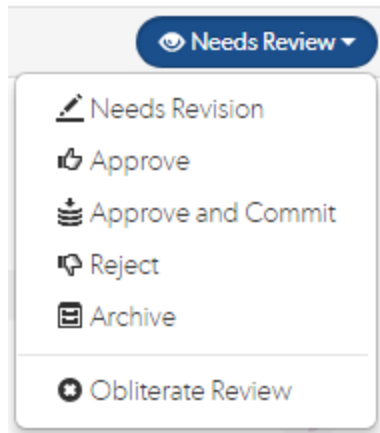 Needs Review
Needs Revision
Approve
Approve and Commit
Reject
Archive
Obliterate Review